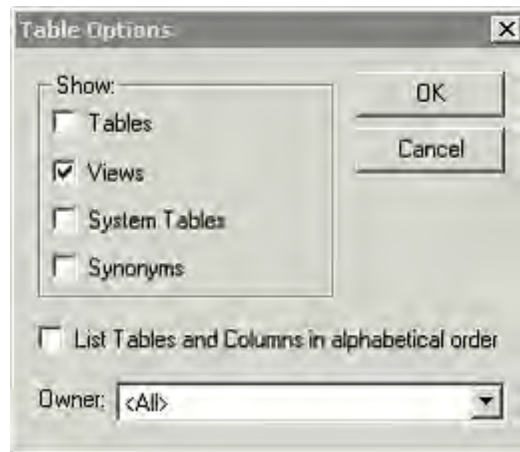 Table Options
Show:
OK
Tables
Cancel
Views
System Tables
Synonyms
List Tables and Columns in alphabetical order
Owner: <All>